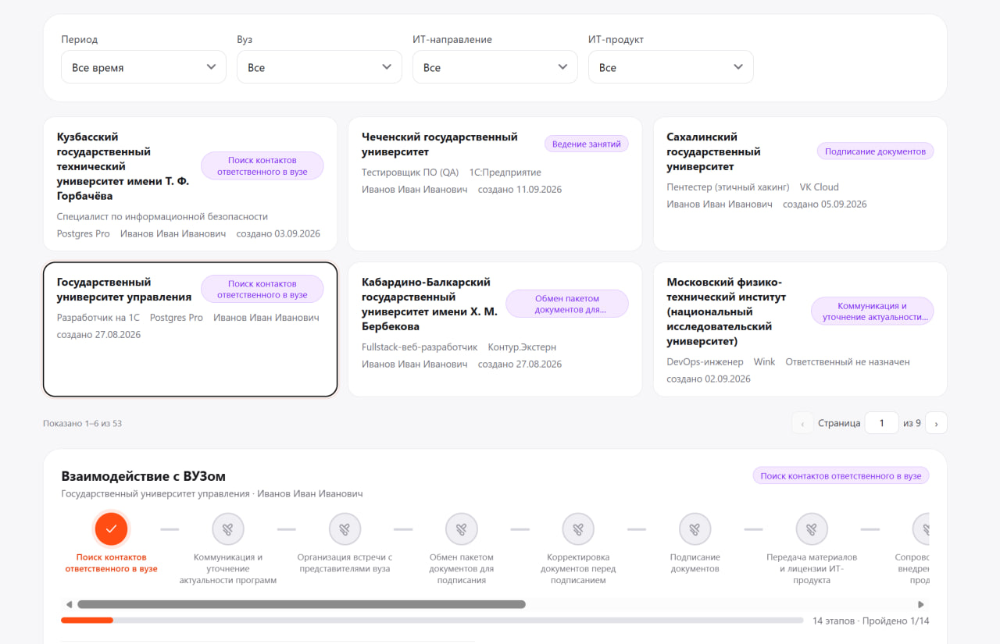 Период
Вуз
ИТ-направление
ИТ-продукт
Все время
Все
Все
Все
Кузбасский
государственный
технический
университет имени Т. Ф.
Горбачёва
Поиск контактов
ответственного в вузе
Специалист по информационной безопасности
Postgres Pro Иванов Иван Иванович создано 03.09.2026
Чеченский государственный
университет
Ведение занятий
Тестировщик ПО (QA) 1С:Предприятие
Иванов Иван Иванович создано 11.09.2026
Сахалинский
государственный
университет
Подписание документов
Пентестер (этичный хакинг) VK Cloud
Иванов Иван Иванович создано 05.09.2026
Государственный
университет управления
Поиск контактов
ответственного в вузе
Разработчик на 1С Postgres Pro Иванов Иван Иванович
создано 27.08.2026
Кабардино-Балкарский
государственный
университет имени Х. М.
Бербекова
Обмен пакетом
документов для...
Fullstack-веб-разработчик Контур.Экстерн
Иванов Иван Иванович создано 27.08.2026
Московский физико-
технический институт
(национальный
исследовательский
университет)
Коммуникация и
уточнение актуальности...
DevOps-инженер Wink Ответственный не назначен
создано 02.09.2026
Показано 1–6 из 53
‹ Страница 1 из 9 ›
Взаимодействие с ВУЗом
Поиск контактов ответственного в вузе
Государственный университет управления · Иванов Иван Иванович
Поиск контактов
ответственного в вузе
Коммуникация и
уточнение
актуальности программ
Организация встречи с
представителями вуза
Обмен пакетом
документов для
подписания
Корректировка
документов перед
подписанием
Подписание
документов
Передача материалов
и лицензии ИТ-
продукта
Сопровс
внедрен
прод
14 этапов · Пройдено 1/14